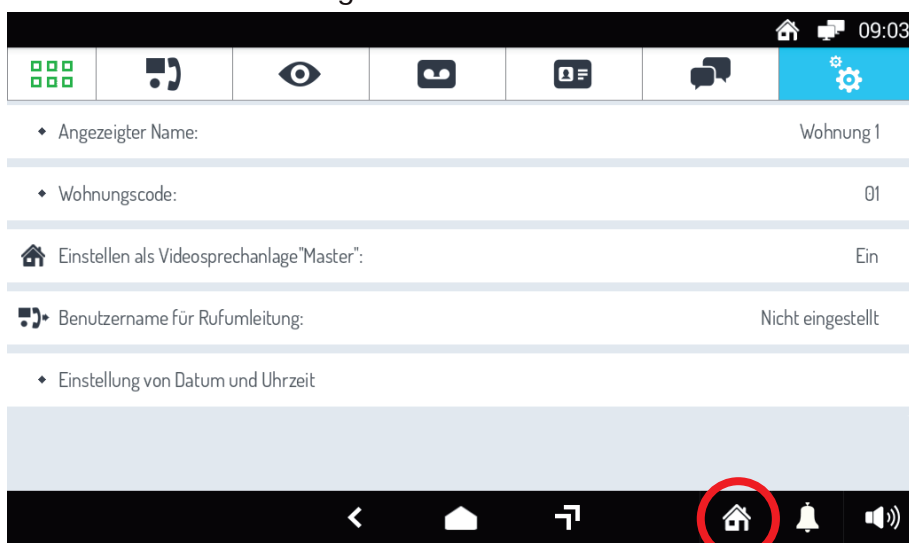 09:03
Angezeigter Name: Wohnung 1
Wohnungscode: 01
Einstellen als Videosprechanlage"Master": Ein
Benutzername für Rufumleitung: Nicht eingestellt
Einstellung von Datum und Uhrzeit